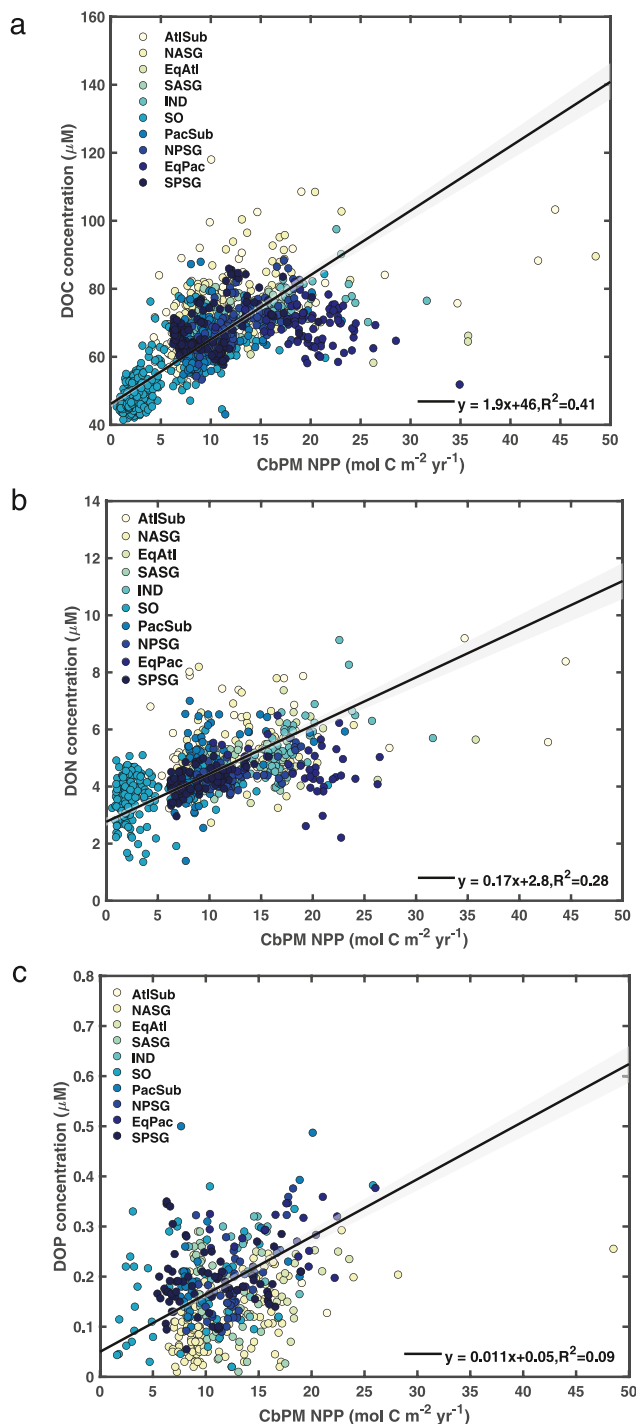 a
160
140
120
100
80
60
40
DOC concentration (μM)
AtlSub
NASG
EqAtl
SASG
IND
SO
PacSub
NPSG
EqPac
SPSG
y = 1.9x+46,R²=0.41
0 5 10 15 20 25 30 35 40 45 50
CbPM NPP (mol C m⁻² yr⁻¹)
b
14
12
10
8
6
4
2
0
DON concentration (μM)
AtlSub
NASG
EqAtl
SASG
IND
SO
PacSub
NPSG
EqPac
SPSG
y = 0.17x+2.8,R²=0.28
0 5 10 15 20 25 30 35 40 45 50
CbPM NPP (mol C m⁻² yr⁻¹)
c
0.8
0.7
0.6
0.5
0.4
0.3
0.2
0.1
0
DOP concentration (μM)
AtlSub
NASG
EqAtl
SASG
IND
SO
PacSub
NPSG
EqPac
SPSG
y = 0.011x+0.05,R²=0.09
0 5 10 15 20 25 30 35 40 45 50
CbPM NPP (mol C m⁻² yr⁻¹)